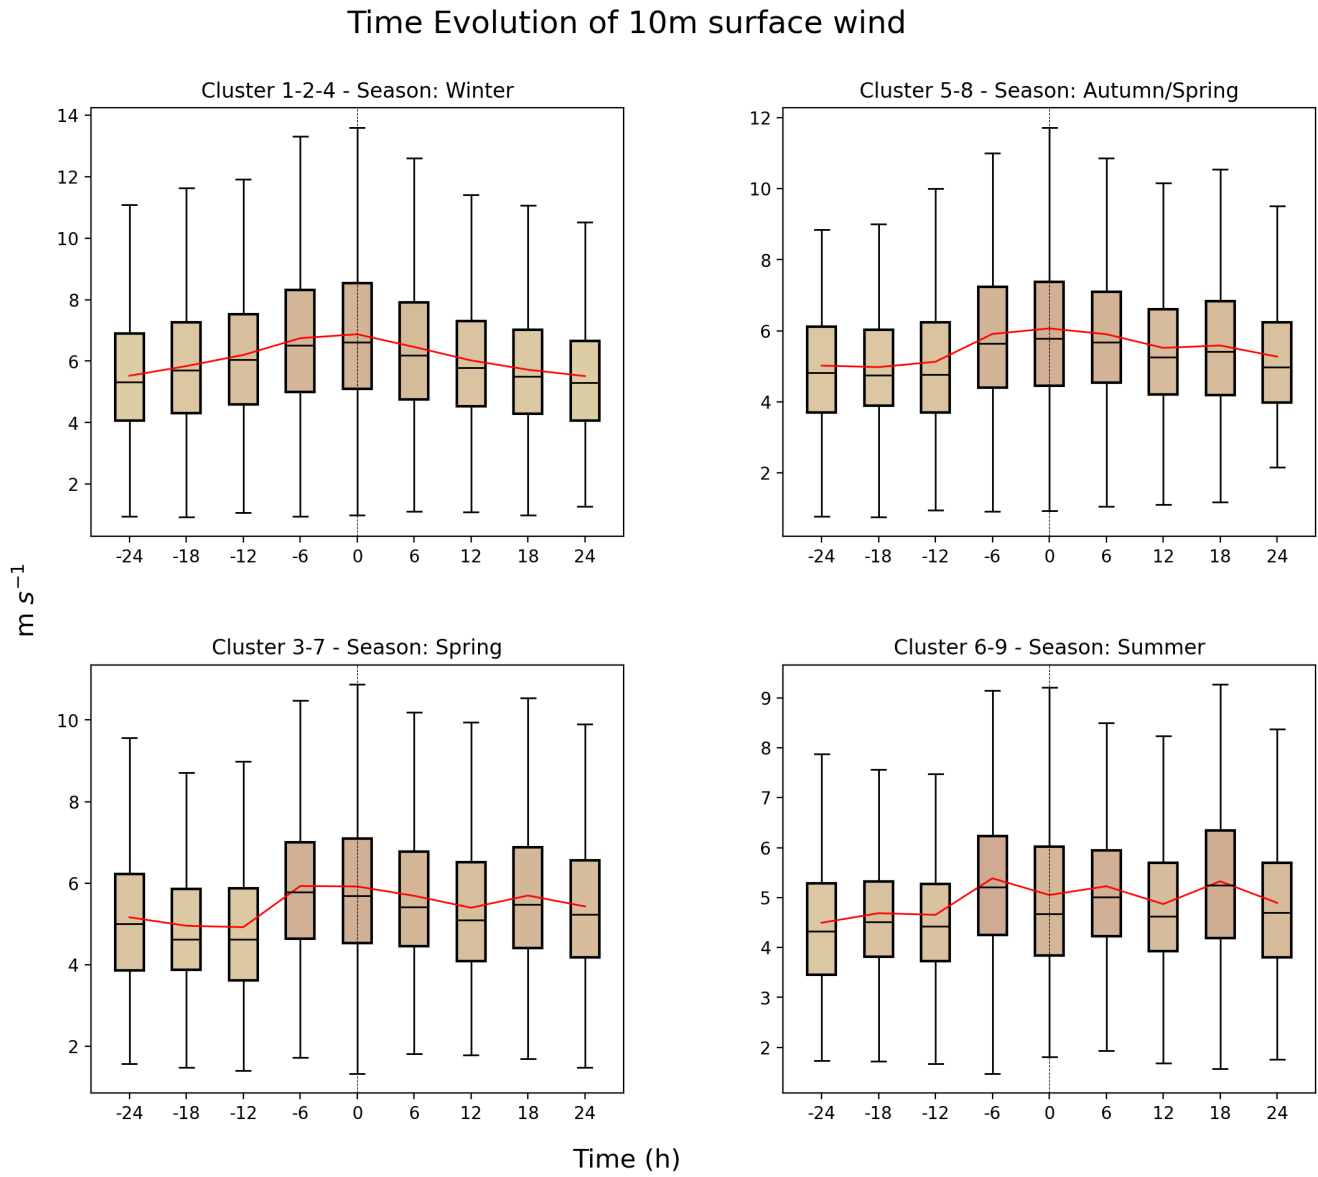 Time Evolution of 10m surface wind
Cluster 1-2-4 - Season: Winter
14
12
10
8
6
4
2
-24 -18 -12 -6 0 6 12 18 24
Cluster 5-8 - Season: Autumn/Spring
12
10
8
6
4
2
-24 -18 -12 -6 0 6 12 18 24
m s⁻¹
Cluster 3-7 - Season: Spring
10
8
6
4
2
-24 -18 -12 -6 0 6 12 18 24
Cluster 6-9 - Season: Summer
9
8
7
6
5
4
3
2
-24 -18 -12 -6 0 6 12 18 24
Time (h)